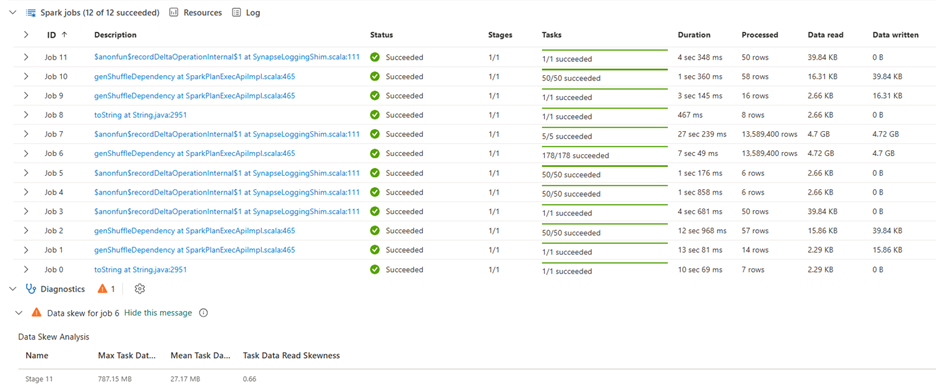 Spark jobs (12 of 12 succeeded) Resources Log
ID ↑ Description Status Stages Tasks Duration Processed Data read Data written
Job 11 $anonfun$recordDeltaOperationInternal$1 at SynapseLoggingShim.scala:111 Succeeded 1/1 1/1 succeeded 4 sec 348 ms 50 rows 39.84 KB 0 B
Job 10 genShuffleDependency at SparkPlanExecApiImpl.scala:465 Succeeded 1/1 50/50 succeeded 1 sec 360 ms 58 rows 16.31 KB 39.84 KB
Job 9 genShuffleDependency at SparkPlanExecApiImpl.scala:465 Succeeded 1/1 1/1 succeeded 3 sec 145 ms 16 rows 2.66 KB 16.31 KB
Job 8 toString at String.java:2951 Succeeded 1/1 1/1 succeeded 467 ms 8 rows 2.66 KB 0 B
Job 7 $anonfun$recordDeltaOperationInternal$1 at SynapseLoggingShim.scala:111 Succeeded 1/1 5/5 succeeded 27 sec 239 ms 13,589,400 rows 4.7 GB 4.72 GB
Job 6 genShuffleDependency at SparkPlanExecApiImpl.scala:465 Succeeded 1/1 178/178 succeeded 7 sec 49 ms 13,589,400 rows 4.72 GB 4.7 GB
Job 5 $anonfun$recordDeltaOperationInternal$1 at SynapseLoggingShim.scala:111 Succeeded 1/1 50/50 succeeded 1 sec 176 ms 6 rows 2.66 KB 0 B
Job 4 $anonfun$recordDeltaOperationInternal$1 at SynapseLoggingShim.scala:111 Succeeded 1/1 50/50 succeeded 1 sec 858 ms 6 rows 2.66 KB 0 B
Job 3 $anonfun$recordDeltaOperationInternal$1 at SynapseLoggingShim.scala:111 Succeeded 1/1 1/1 succeeded 4 sec 681 ms 50 rows 39.84 KB 0 B
Job 2 genShuffleDependency at SparkPlanExecApiImpl.scala:465 Succeeded 1/1 50/50 succeeded 12 sec 968 ms 57 rows 15.86 KB 39.84 KB
Job 1 genShuffleDependency at SparkPlanExecApiImpl.scala:465 Succeeded 1/1 1/1 succeeded 13 sec 81 ms 14 rows 2.29 KB 15.86 KB
Job 0 toString at String.java:2951 Succeeded 1/1 1/1 succeeded 10 sec 69 ms 7 rows 2.29 KB 0 B
Diagnostics 1
Data skew for job 6 Hide this message
Data Skew Analysis
Name Max Task Dat... Mean Task Da... Task Data Read Skewness
Stage 11 787.15 MB 27.17 MB 0.66